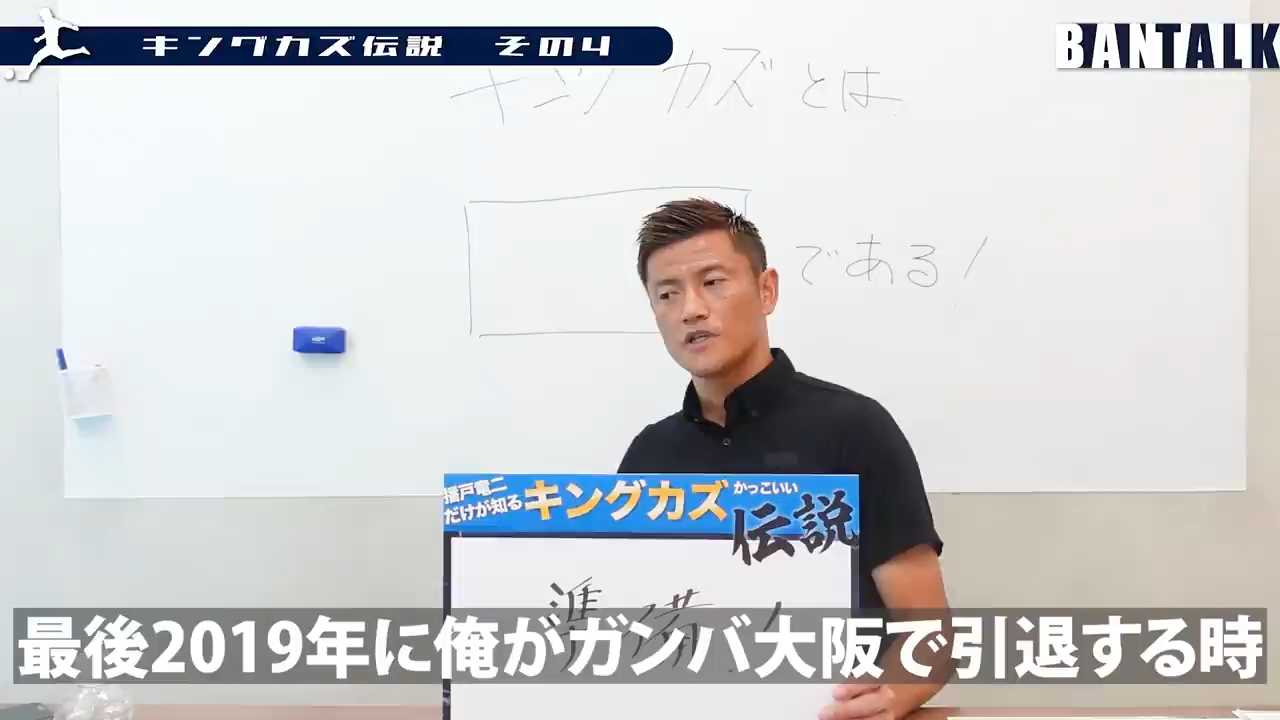 キングカズ伝説 その4
BANTALK
キングカズとは
である!
播戸竜二
だけが知る
キングカズ
かっこいい
伝説
準備!
最後2019年に俺がガンバ大阪で引退する時